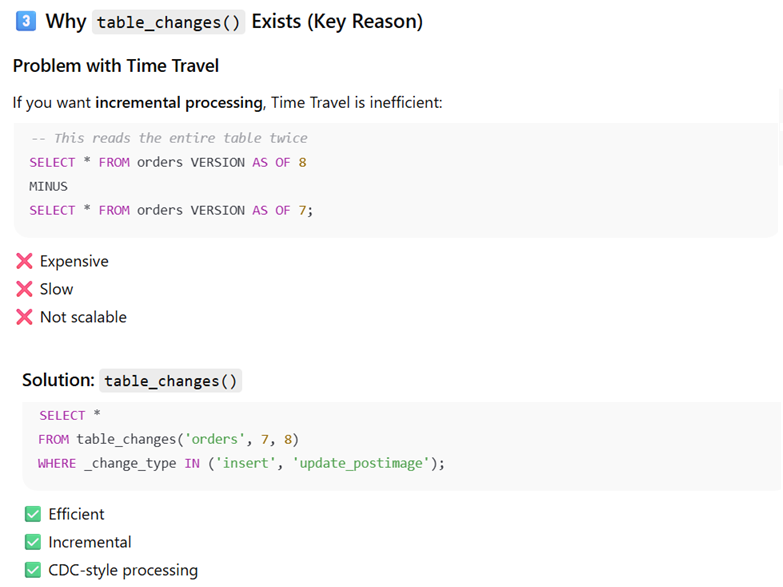 3 Why table_changes() Exists (Key Reason)
Problem with Time Travel
If you want incremental processing, Time Travel is inefficient:
-- This reads the entire table twice
SELECT * FROM orders VERSION AS OF 8
MINUS
SELECT * FROM orders VERSION AS OF 7;
❌ Expensive
❌ Slow
❌ Not scalable
Solution: table_changes()
SELECT *
FROM table_changes('orders', 7, 8)
WHERE _change_type IN ('insert', 'update_postimage');
✅ Efficient
✅ Incremental
✅ CDC-style processing